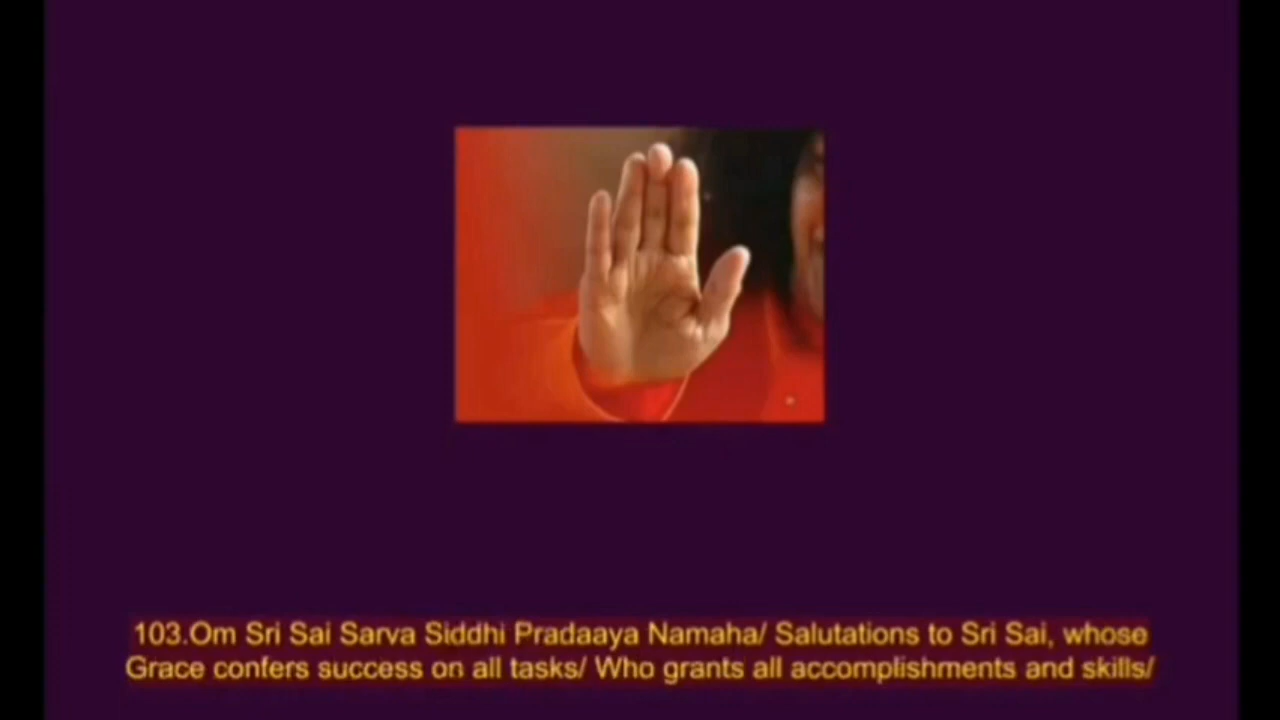 103.Om Sri Sai Sarva Siddhi Pradaaya Namaha/ Salutations to Sri Sai, whose
Grace confers success on all tasks/ Who grants all accomplishments and skills/